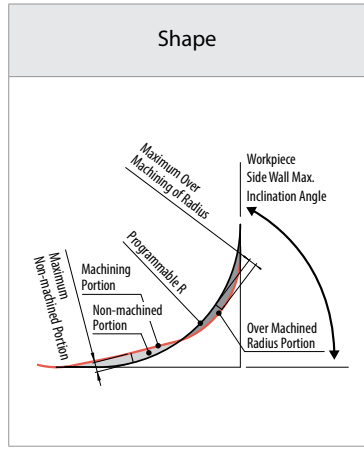 Shape
Maximum Over
Machining of Radius
Workpiece
Side Wall Max.
Inclination Angle
Programmable R
Maximum
Non-machined Portion
Machining
Portion
Non-machined
Portion
Over Machined
Radius Portion